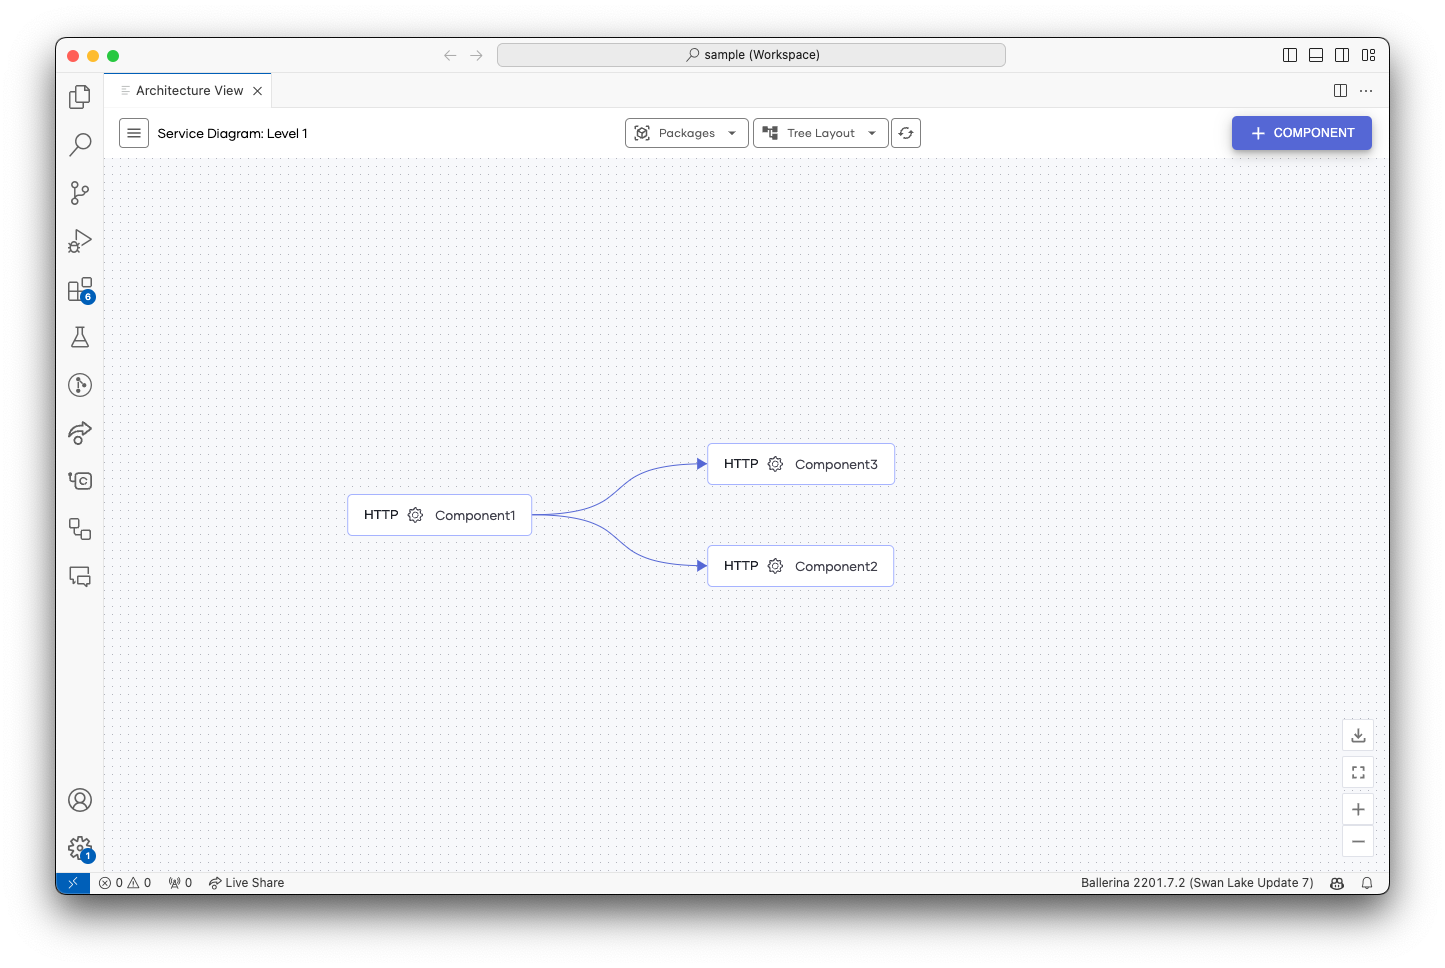 sample (Workspace)
Architecture View
Service Diagram: Level 1
Packages
Tree Layout
COMPONENT
6
HTTP Component3
HTTP Component1
HTTP Component2
1
0 0 0 Live Share
Ballerina 2201.7.2 (Swan Lake Update 7)